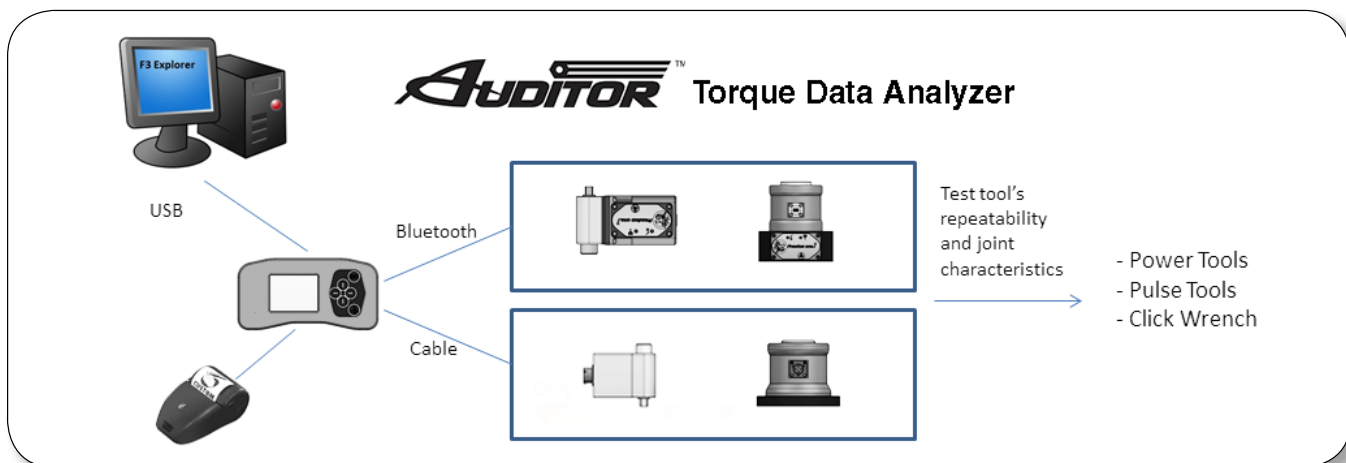 F3 Explorer
AUDITOR™ Torque Data Analyzer
USB
Bluetooth
Cable
Test tool's
repeatability
and joint
characteristics
- Power Tools
- Pulse Tools
- Click Wrench
CUSTOM